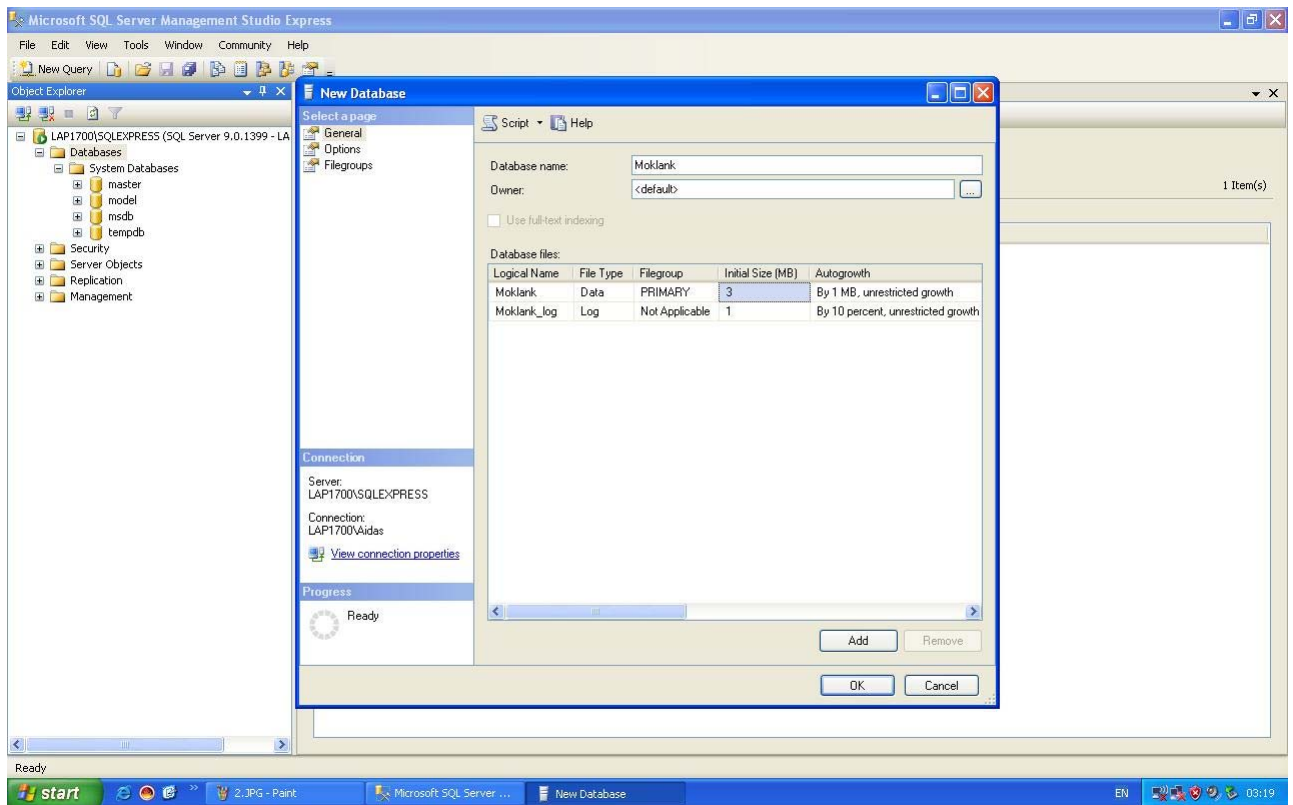 Microsoft SQL Server Management Studio Express
File Edit View Tools Window Community Help
New Query
Object Explorer
LAP1700\SQLEXPRESS (SQL Server 9.0.1399 - LA
Databases
System Databases
master
model
msdb
tempdb
Security
Server Objects
Replication
Management
New Database
Select a page
General
Options
Filegroups
Script Help
Database name: Moklank
Owner: <default> ...
Use full-text indexing
Database files:
Logical Name File Type Filegroup Initial Size (MB) Autogrowth
Moklank Data PRIMARY 3 By 1 MB, unrestricted growth
Moklank_log Log Not Applicable 1 By 10 percent, unrestricted growth
Connection
Server:
LAP1700\SQLEXPRESS
Connection:
LAP1700\Aidas
View connection properties
Progress
Ready
Add Remove
OK Cancel
1 Item(s)
Ready
start 2.JPG - Paint Microsoft SQL Server ... New Database EN 03:19